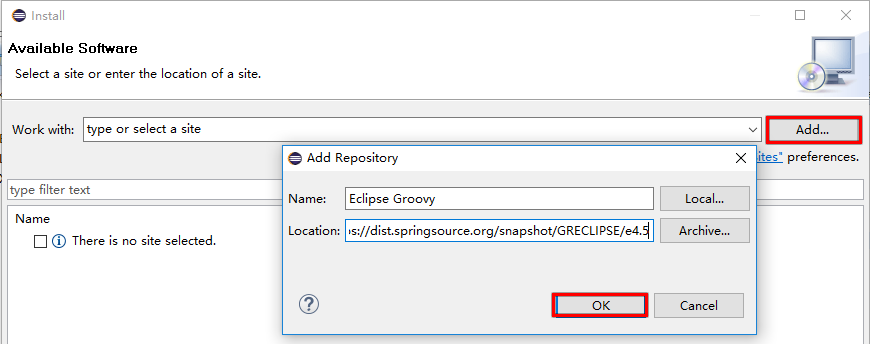 Install
Available Software
Select a site or enter the location of a site.
Work with: type or select a site Add...
Add Repository
ites" preferences.
type filter text
Name: Eclipse Groovy Local...
Name
Location: ps://dist.springsource.org/snapshot/GRECLIPSE/e4.5 Archive...
There is no site selected.
OK Cancel